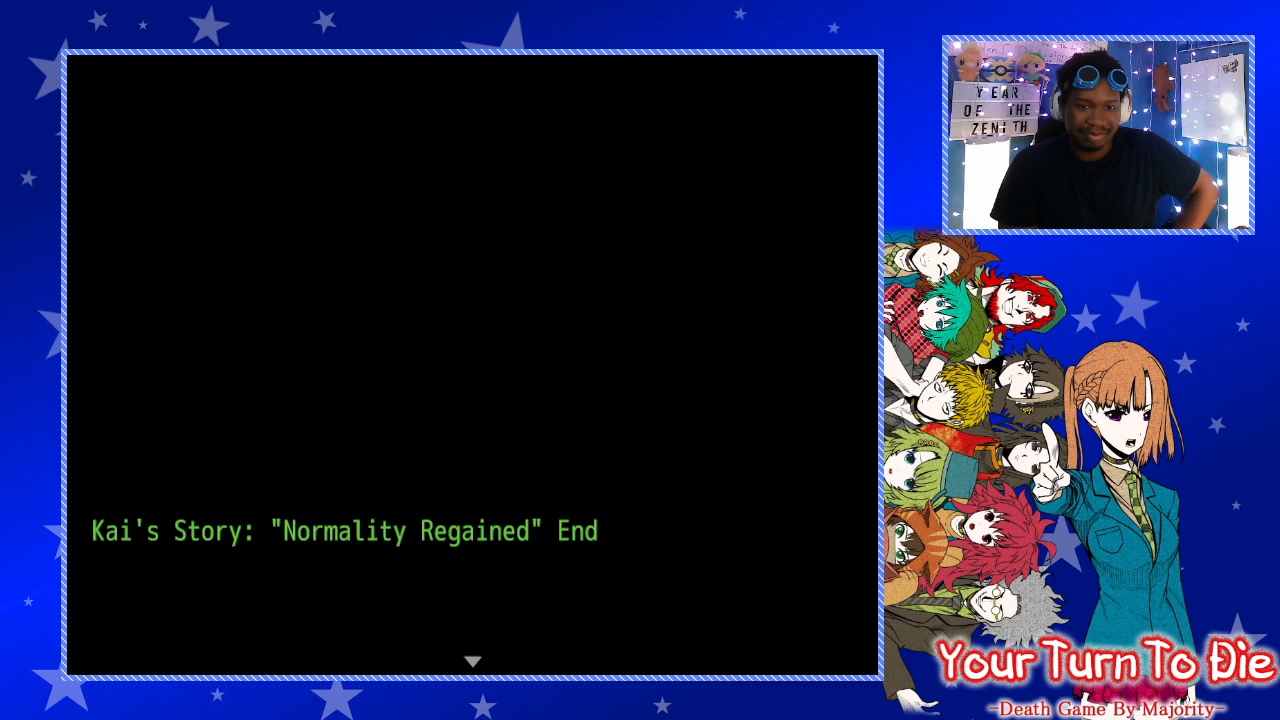 YEAR
OF THE
ZENITH
Kai's Story: "Normality Regained" End
Your Turn To Die
-Death Game By Majority-